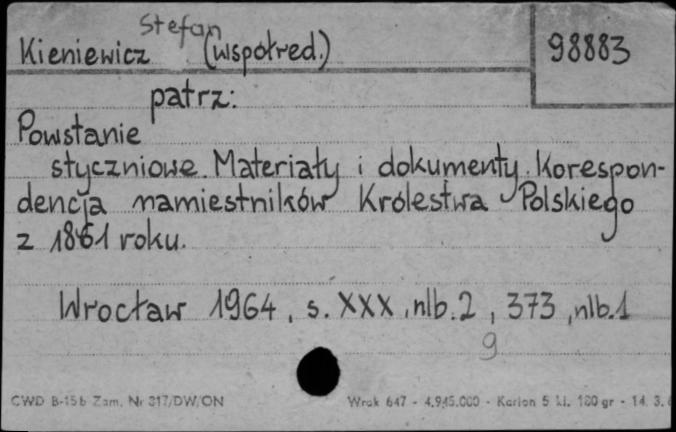 Stefan
Kieniewicz (współred.) 98883
patrz:
Powstanie
styczniowe. Materiały i dokumenty. Korespon-
dencja namiestników Królestwa Polskiego
z 1861 roku.
Wrocław 1964, s. XXX, nlb. 2, 373, nlb. 1
9
CWD B-15b Zam. Nr 317/DW/ON Wrak 647 - 4.945.000 - Karton 5 kl. 180 gr - 14. 3.